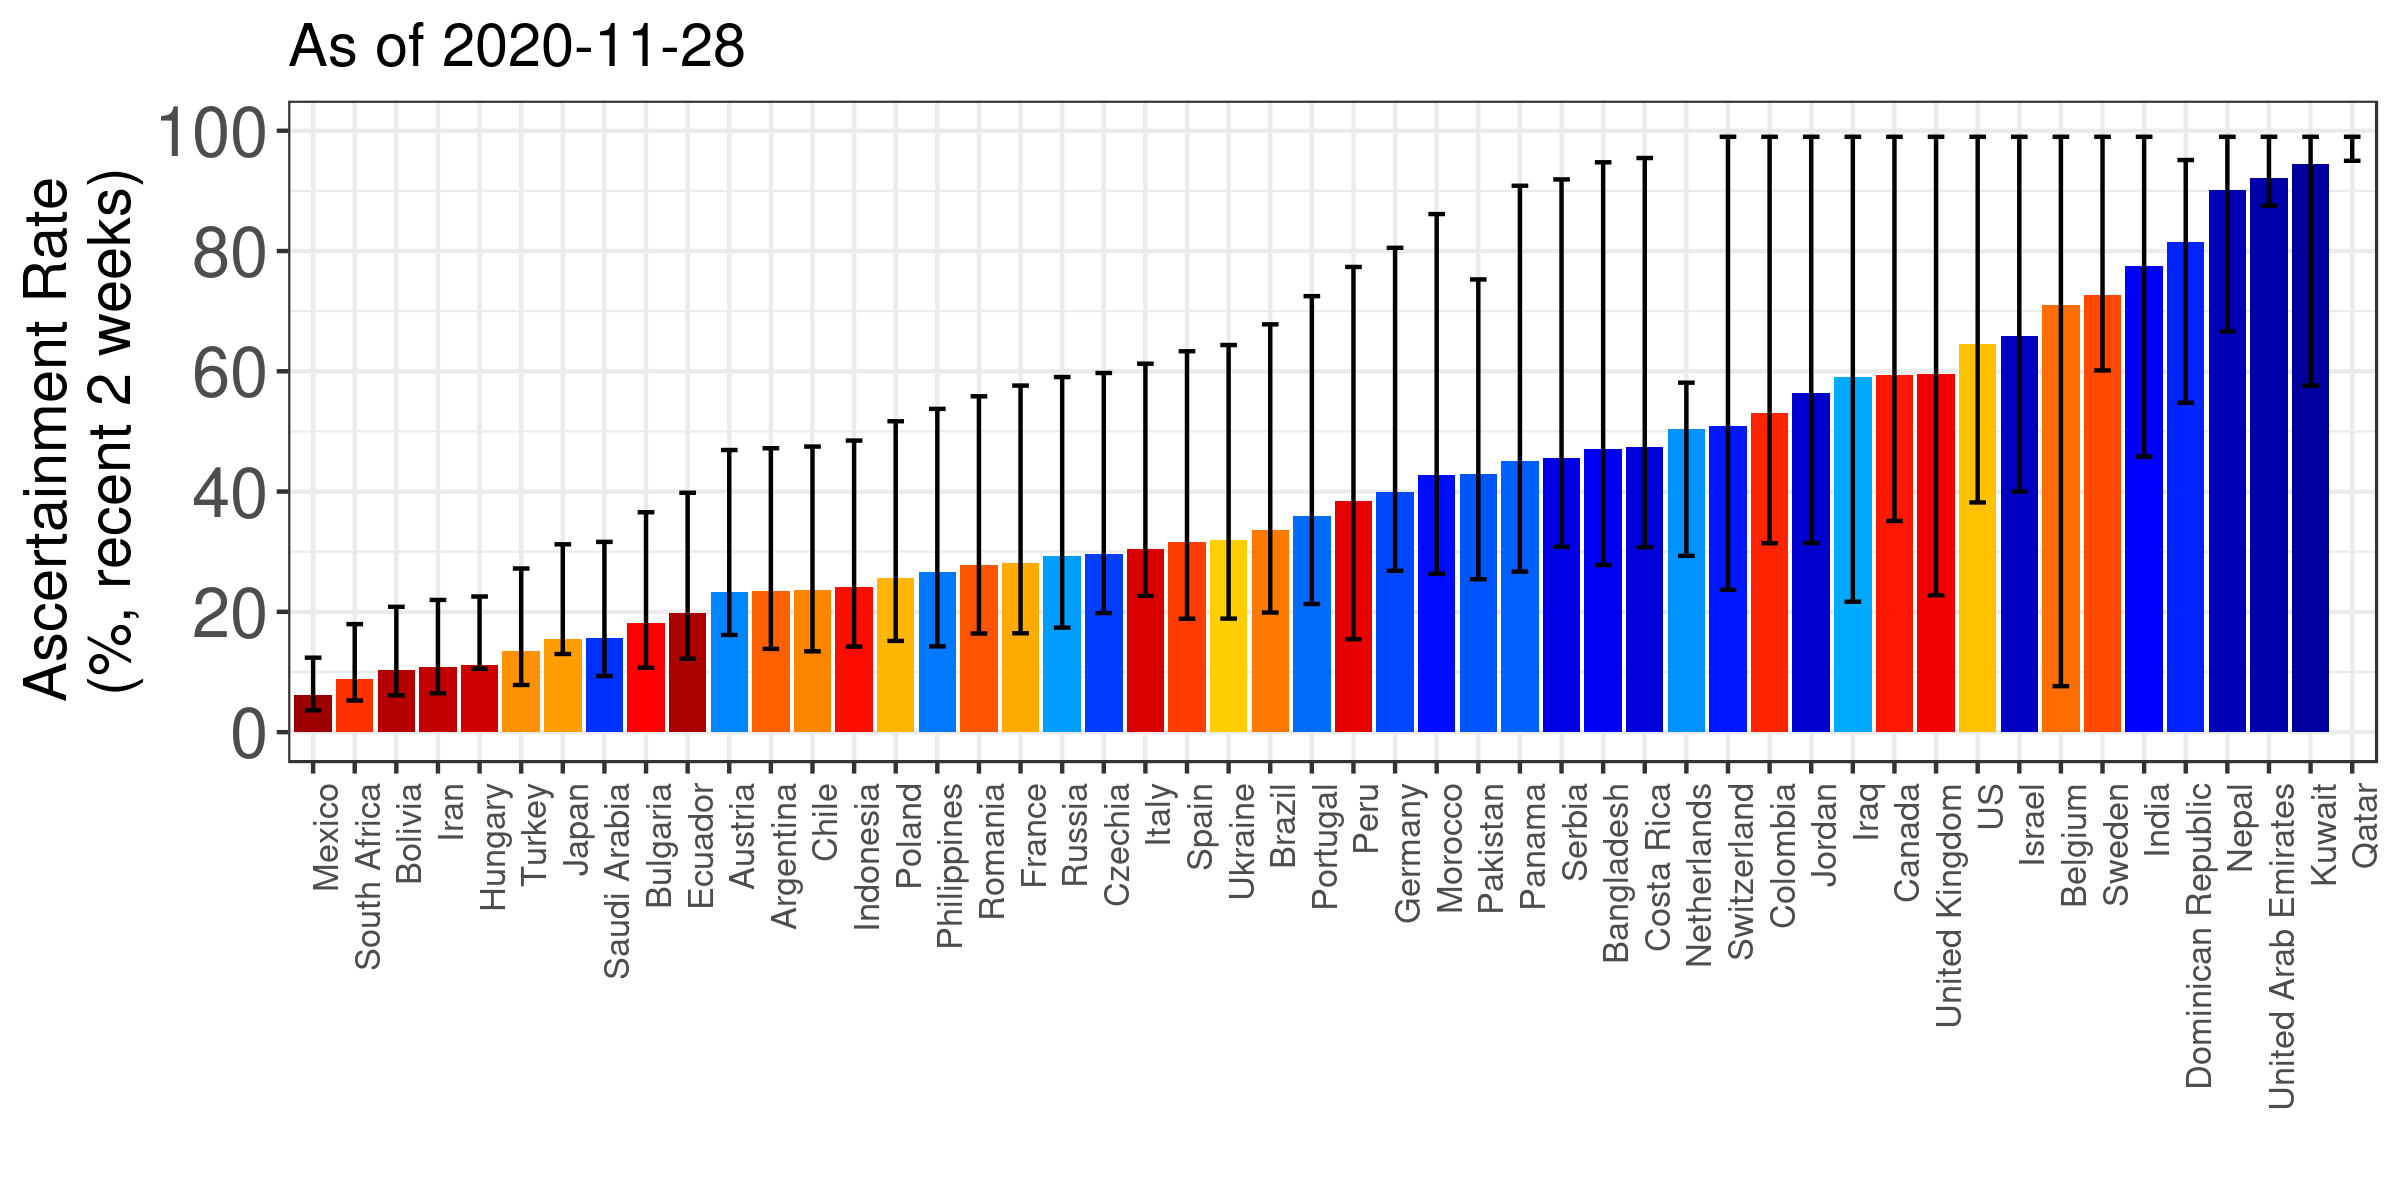 As of 2020-11-28
Ascertainment Rate
(%, recent 2 weeks)
100
80
60
40
20
0
Mexico
South Africa
Bolivia
Iran
Hungary
Turkey
Japan
Saudi Arabia
Bulgaria
Ecuador
Austria
Argentina
Chile
Indonesia
Poland
Philippines
Romania
France
Russia
Czechia
Italy
Spain
Ukraine
Brazil
Portugal
Peru
Germany
Morocco
Pakistan
Panama
Serbia
Bangladesh
Costa Rica
Netherlands
Switzerland
Colombia
Jordan
Iraq
Canada
United Kingdom
US
Israel
Belgium
Sweden
India
Dominican Republic
Nepal
United Arab Emirates
Kuwait
Qatar